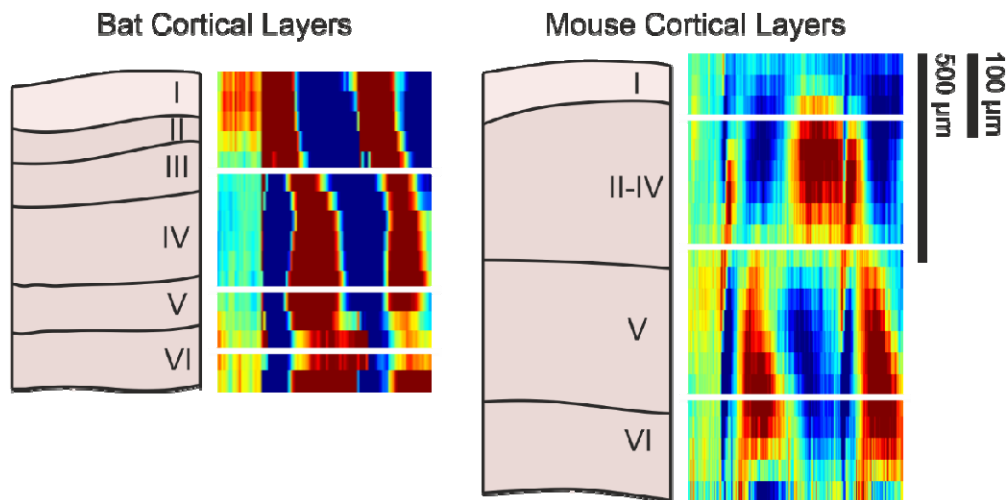 Bat Cortical Layers
Mouse Cortical Layers
I
II
III
IV
V
VI
I
II-IV
V
VI
500 µm
100 µm